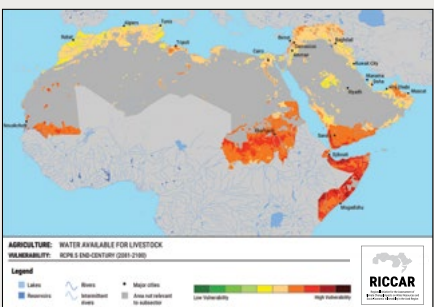 Algiers
Tunis
Rabat
Tripoli
Beirut
Damascus
Baghdad
Amman
Cairo
Kuwait City
Manama
Doha
Riyadh
Abu Dhabi
Muscat
Nouakchott
Khartoum
Sana'a
Djibouti
Mogadishu
AGRICULTURE: WATER AVAILABLE FOR LIVESTOCK
VULNERABILITY: RCP8.5 END-CENTURY (2081-2100)
Legend
Lakes
Reservoirs
Rivers
Intermittent rivers
Major cities
Area not relevant to subsector
Low Vulnerability
High Vulnerability
RICCAR